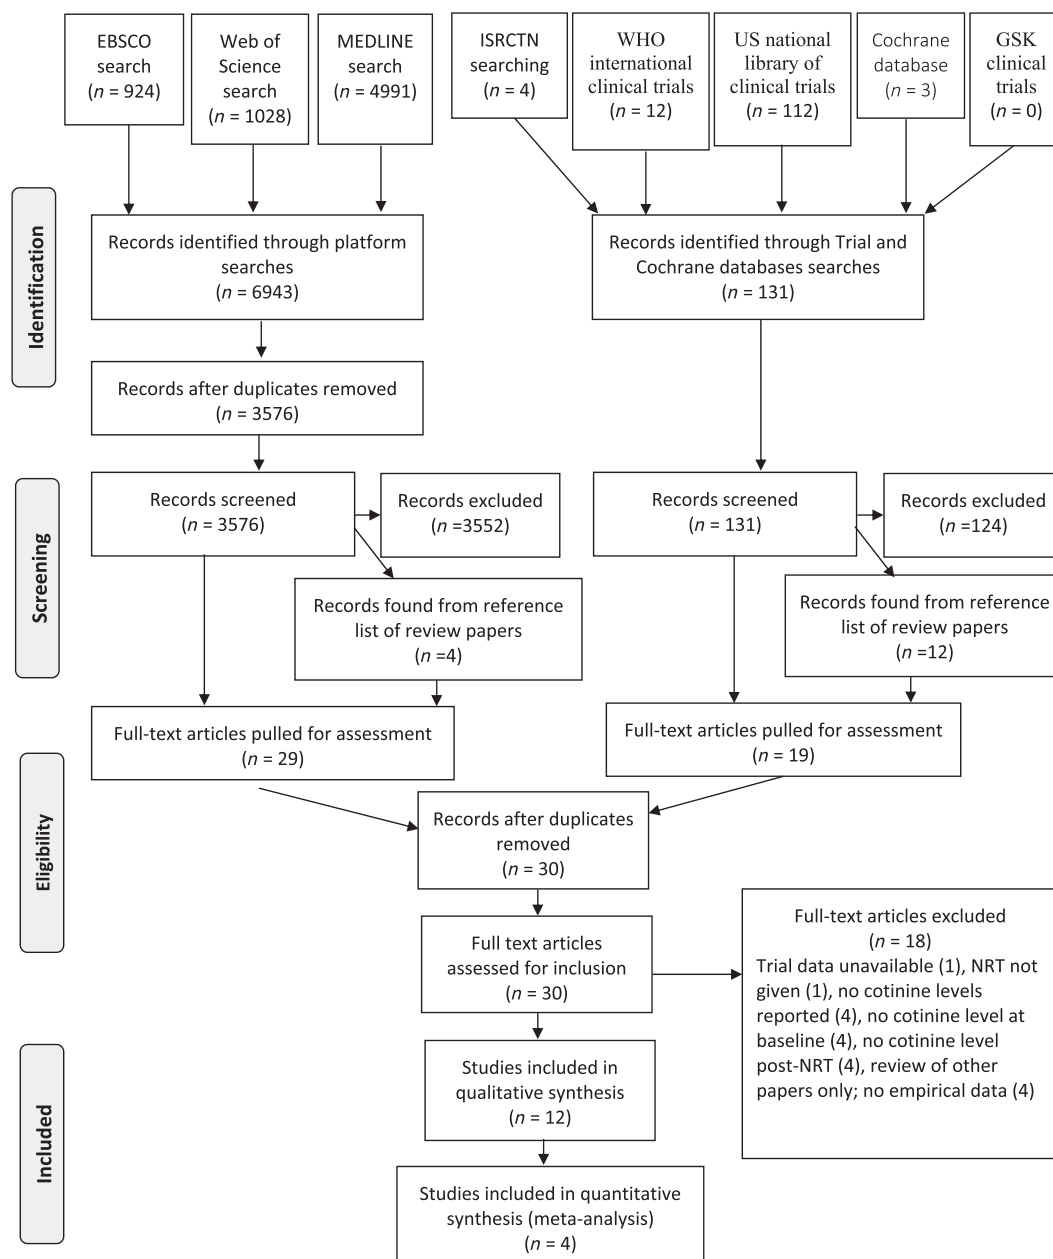 EBSCO
search
(n = 924)
Web of
Science
search
(n = 1028)
MEDLINE
search
(n = 4991)
ISRCTN
searching
(n = 4)
WHO
international
clinical trials
(n = 12)
US national
library of
clinical trials
(n = 112)
Cochrane
database
(n = 3)
GSK
clinical
trials
(n = 0)
Identification
Records identified through platform
searches
(n = 6943)
Records identified through Trial and
Cochrane databases searches
(n = 131)
Records after duplicates removed
(n = 3576)
Screening
Records screened
(n = 3576)
Records excluded
(n =3552)
Records screened
(n = 131)
Records excluded
(n =124)
Records found from reference
list of review papers
(n =4)
Records found from reference
list of review papers
(n =12)
Full-text articles pulled for assessment
(n = 29)
Full-text articles pulled for assessment
(n = 19)
Eligibility
Records after duplicates
removed
(n = 30)
Full text articles
assessed for inclusion
(n = 30)
Full-text articles excluded
(n = 18)
Trial data unavailable (1), NRT not
given (1), no cotinine levels
reported (4), no cotinine level at
baseline (4), no cotinine level
post-NRT (4), review of other
papers only; no empirical data (4)
Included
Studies included in
qualitative synthesis
(n = 12)
Studies included in quantitative
synthesis (meta-analysis)
(n = 4)